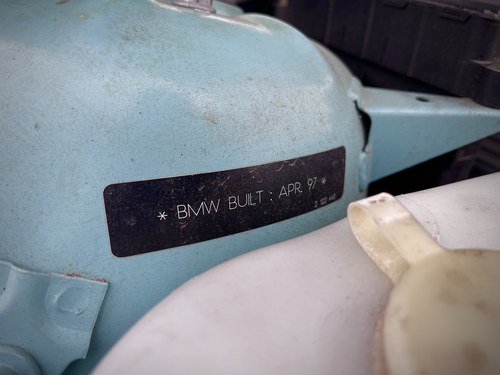 * BMW BUILT : APR. 97 *